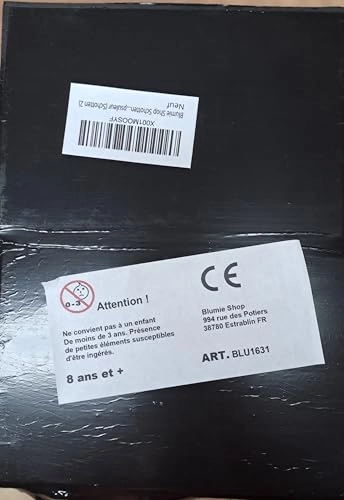 Blumie Shop Schotten...psuleur [Schotten 2)
Neuf
X001MQOSYF
0-3
Attention !
Ne convient pas à un enfant
De moins de 3 ans. Présence
de petites éléments susceptibles
d'être ingérés.
8 ans et +
CE
Blumie Shop
994 rue des Potiers
38780 Estrablin FR
ART. BLU1631